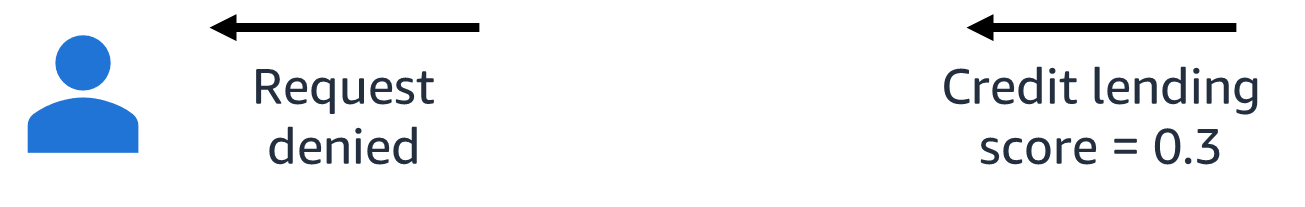 Request
denied
Credit lending
score = 0.3